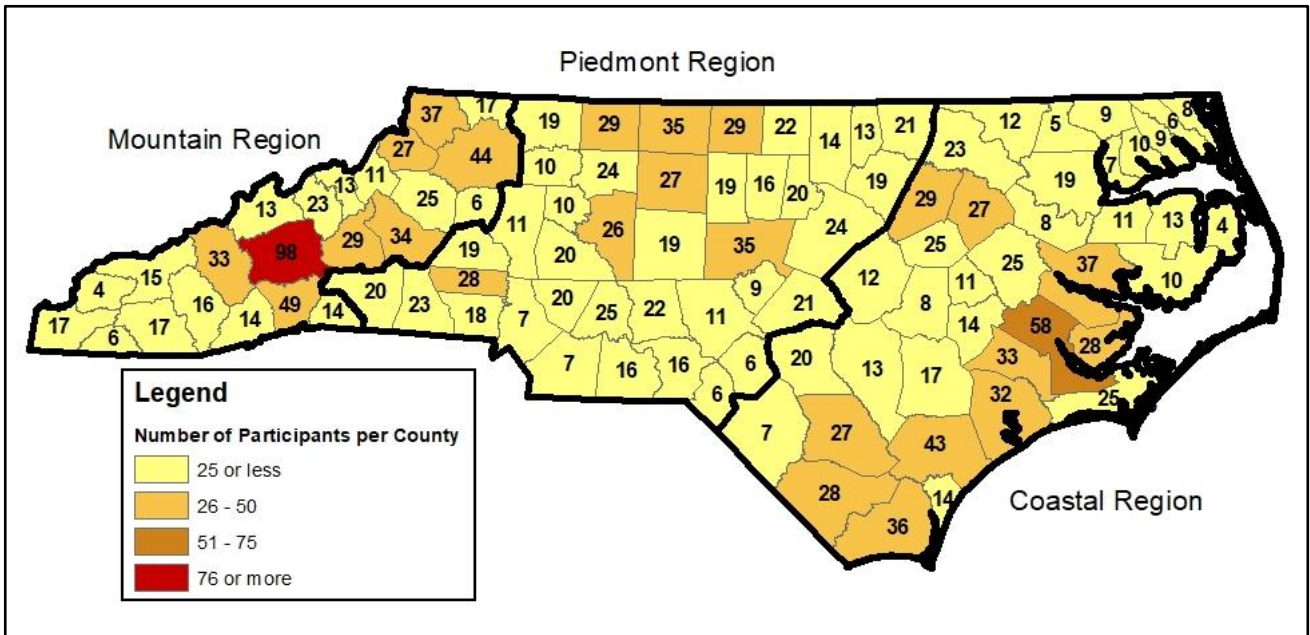 Piedmont Region
Mountain Region
37 17 19 29 35 29 22 14 13 21 12 5 9 6 8
27 44 10 24 27 19 16 20 19 23 7 10 9 19
13 23 13 11 25 6 11 10 26 19 35 24 29 27 8 11 13 4
33 98 29 34 19 20 25 25 37 10
4 15 16 49 14 20 23 28 18 7 20 25 22 11 9 21 12 8 11 14 58 28
17 6 17 14 7 16 16 6 6 20 13 17 33 32 25
7 27 43
28 36 14
Coastal Region
Legend
Number of Participants per County
25 or less
26 - 50
51 - 75
76 or more